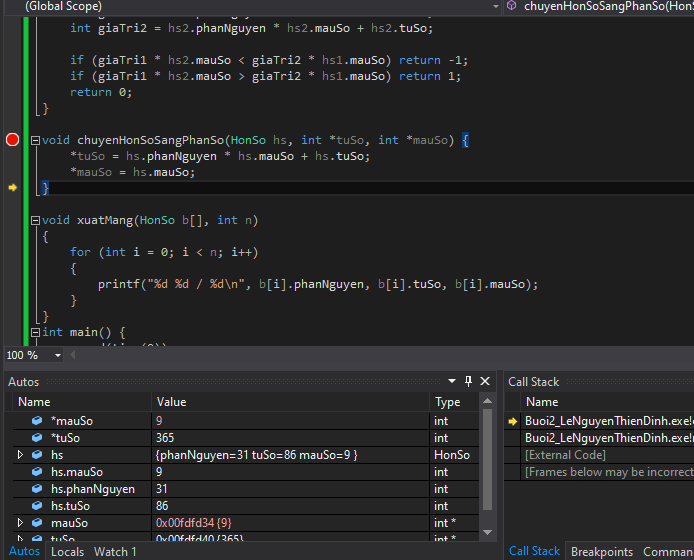 (Global Scope) chuyenHonSoSangPhanSo(HonS
int giaTri2 = hs2.phanNguyen * hs2.mauSo + hs2.tuSo;
if (giaTri1 * hs2.mauSo < giaTri2 * hs1.mauSo) return -1;
if (giaTri1 * hs2.mauSo > giaTri2 * hs1.mauSo) return 1;
return 0;
}
void chuyenHonSoSangPhanSo(HonSo hs, int *tuSo, int *mauSo) {
*tuSo = hs.phanNguyen * hs.mauSo + hs.tuSo;
*mauSo = hs.mauSo;
}
void xuatMang(HonSo b[], int n)
{
for (int i = 0; i < n; i++)
{
printf("%d %d / %d\n", b[i].phanNguyen, b[i].tuSo, b[i].mauSo);
}
}
int main() {
100 %
Autos Call Stack
Name Value Type Name
*mauSo 9 int Buoi2_LeNguyenThienDinh.exe!
*tuSo 365 int Buoi2_LeNguyenThienDinh.exe!
hs {phanNguyen=31 tuSo=86 mauSo=9 } HonSo [External Code]
hs.mauSo 9 int [Frames below may be incorrect
hs.phanNguyen 31 int
hs.tuSo 86 int
mauSo 0x00fdfd34 {9} int *
tuSo 0x00fdfd40 {365} int *
Autos Locals Watch 1 Call Stack Breakpoints Comman